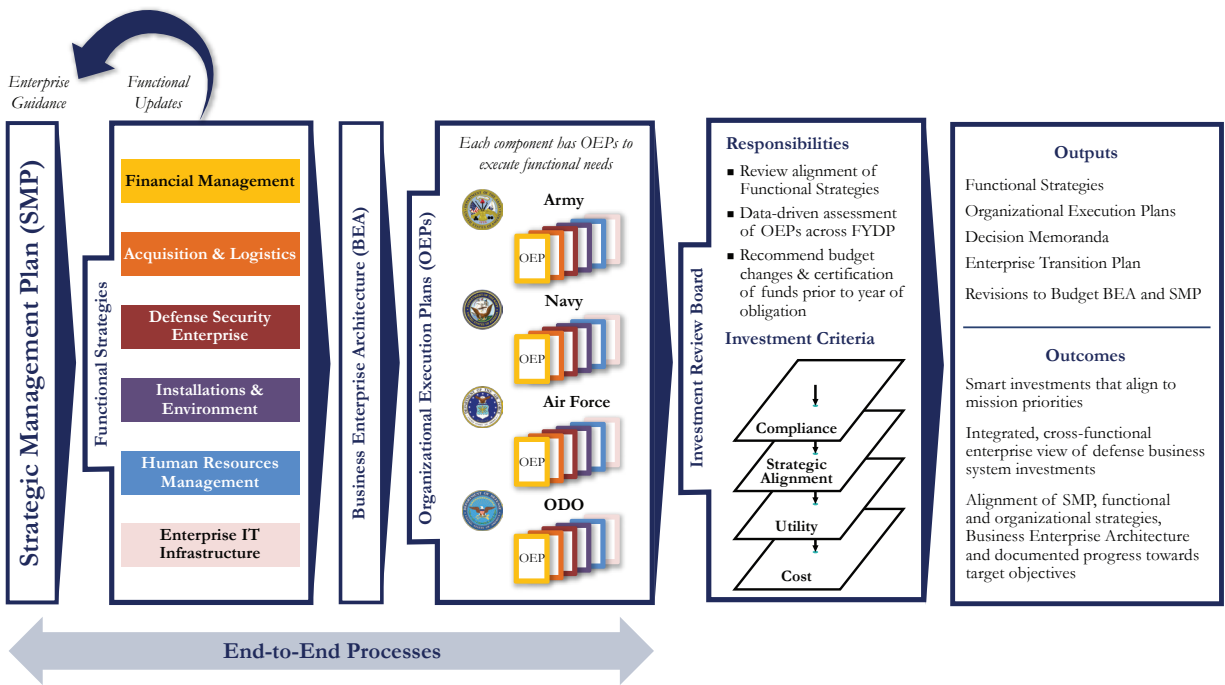 Enterprise
Guidance
Functional
Updates
Strategic Management Plan (SMP)
Functional Strategies
Financial Management
Acquisition & Logistics
Defense Security
Enterprise
Installations &
Environment
Human Resources
Management
Enterprise IT
Infrastructure
Business Enterprise Architecture (BEA)
Organizational Execution Plans (OEPs)
Each component has OEPs to
execute functional needs
Army
OEP
Navy
OEP
Air Force
OEP
ODO
OEP
Investment Review Board
Responsibilities
▪ Review alignment of
Functional Strategies
▪ Data-driven assessment
of OEPs across FYDP
▪ Recommend budget
changes & certification
of funds prior to year of
obligation
Investment Criteria
Compliance
Strategic
Alignment
Utility
Cost
Outputs
Functional Strategies
Organizational Execution Plans
Decision Memoranda
Enterprise Transition Plan
Revisions to Budget BEA and SMP
Outcomes
Smart investments that align to
mission priorities
Integrated, cross-functional
enterprise view of defense business
system investments
Alignment of SMP, functional
and organizational strategies,
Business Enterprise Architecture
and documented progress towards
target objectives
End-to-End Processes